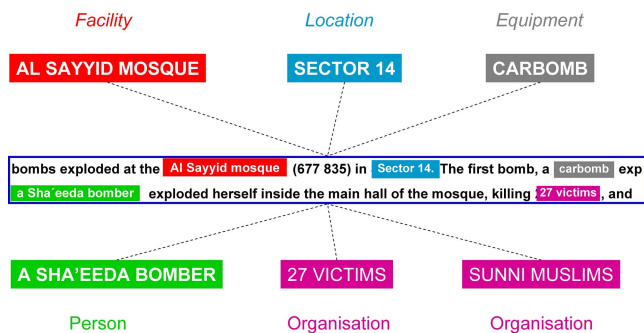 Facility Location Equipment
AL SAYYID MOSQUE SECTOR 14 CARBOMB
bombs exploded at the Al Sayyid mosque (677 835) in Sector 14. The first bomb, a carbomb exp
a Sha´eeda bomber exploded herself inside the main hall of the mosque, killing 27 victims, and
A SHA’EEDA BOMBER 27 VICTIMS SUNNI MUSLIMS
Person Organisation Organisation